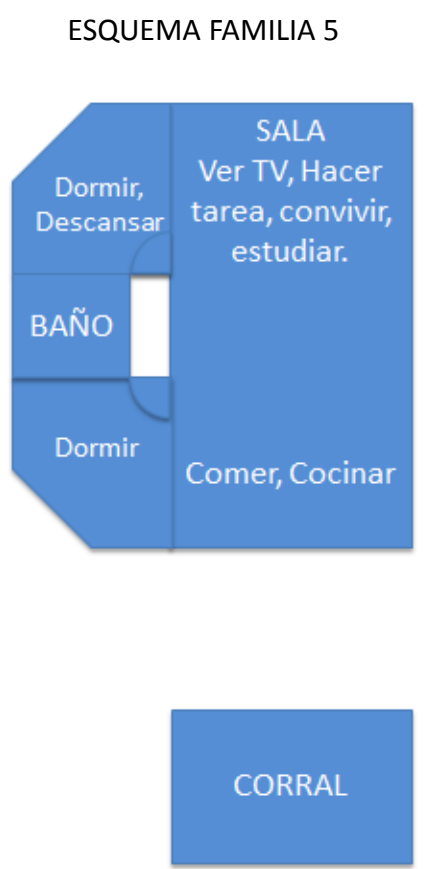 ESQUEMA FAMILIA 5
SALA
Ver TV, Hacer
tarea, convivir,
estudiar.
Dormir,
Descansar
BAÑO
Dormir
Comer, Cocinar
CORRAL